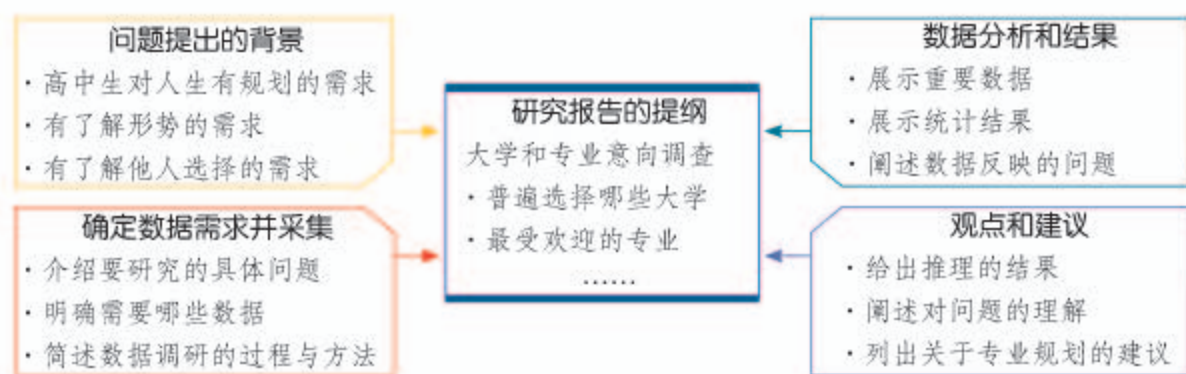 问题提出的背景
· 高中生对人生有规划的需求
· 有了解形势的需求
· 有了解他人选择的需求
确定数据需求并采集
· 介绍要研究的具体问题
· 明确需要哪些数据
· 简述数据调研的过程与方法
研究报告的提纲
大学和专业意向调查
· 普遍选择哪些大学
· 最受欢迎的专业
……
数据分析和结果
· 展示重要数据
· 展示统计结果
· 阐述数据反映的问题
观点和建议
· 给出推理的结果
· 阐述对问题的理解
· 列出关于专业规划的建议